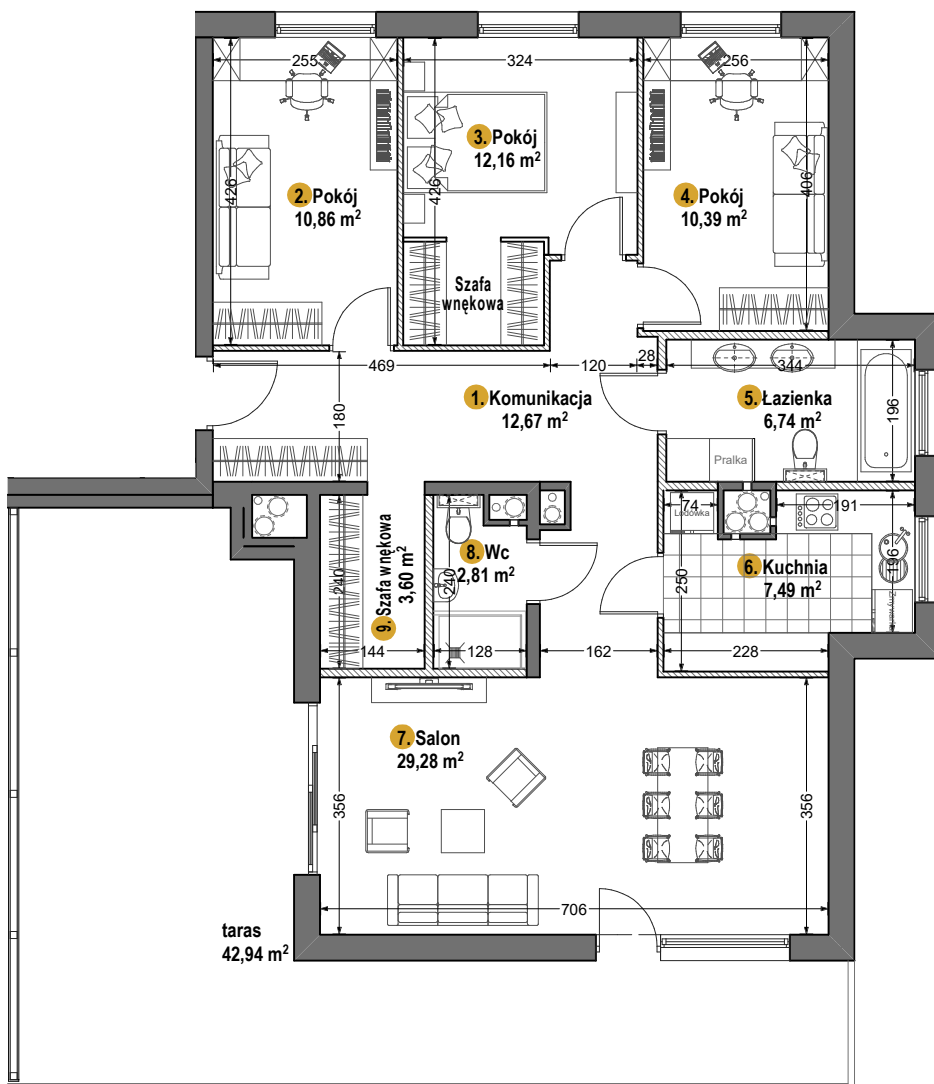 255
324
256
426
426
406
2. Pokój
10,86 m²
3. Pokój
12,16 m²
4. Pokój
10,39 m²
Szafa
wnękowa
469
120
28
344
180
196
1. Komunikacja
12,67 m²
5. Łazienka
6,74 m²
Pralka
Lodówka
74
191
240
9. Szafa wnękowa
3,60 m²
240
8. Wc
2,81 m²
250
6. Kuchnia
7,49 m²
196
144
128
162
228
7. Salon
29,28 m²
356
356
706
taras
42,94 m²